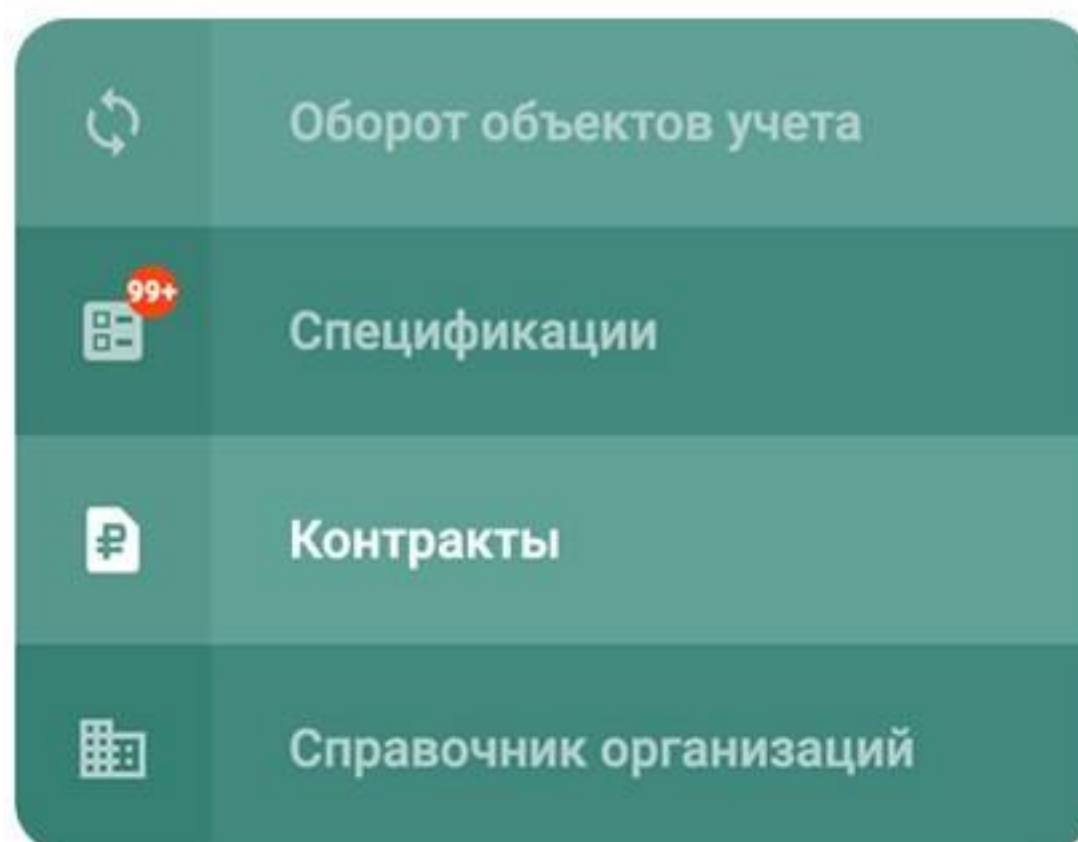 Оборот объектов учета
99+
Спецификации
Контракты
Справочник организаций